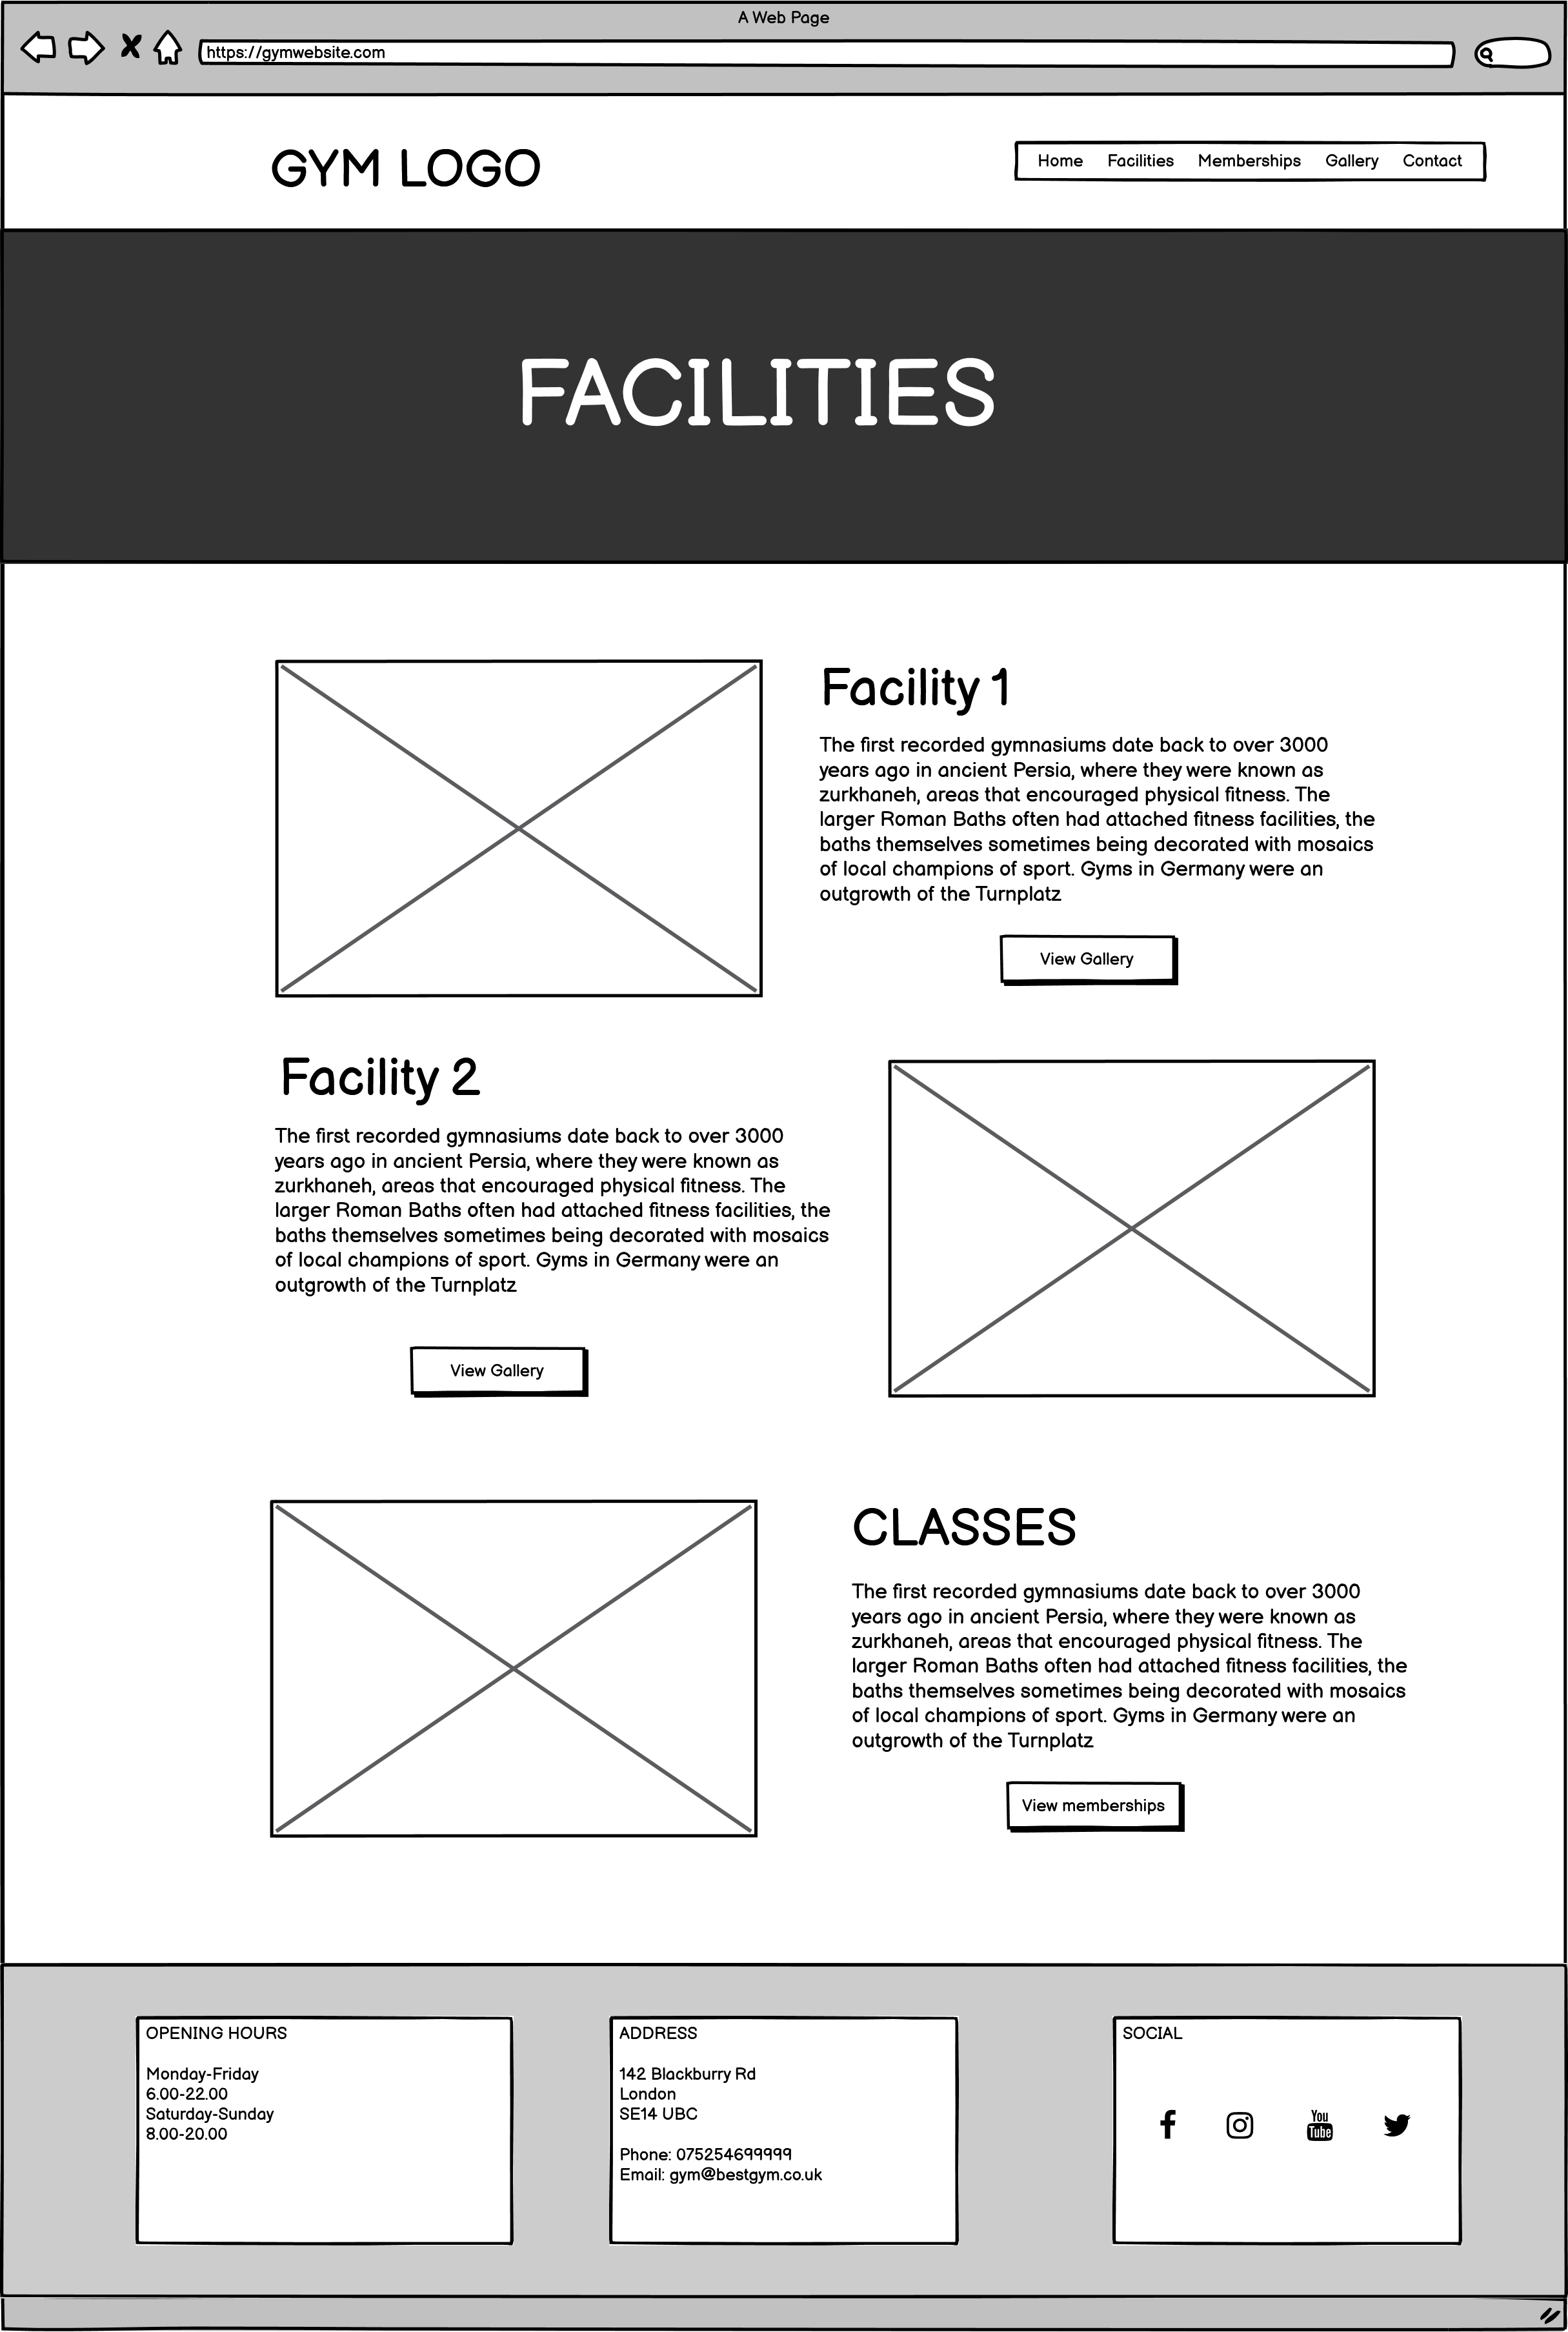 A Web Page
https://gymwebsite.com
GYM LOGO
Home Facilities Memberships Gallery Contact
FACILITIES
Facility 1
The first recorded gymnasiums date back to over 3000
years ago in ancient Persia, where they were known as
zurkhaneh, areas that encouraged physical fitness. The
larger Roman Baths often had attached fitness facilities, the
baths themselves sometimes being decorated with mosaics
of local champions of sport. Gyms in Germany were an
outgrowth of the Turnplatz
View Gallery
Facility 2
The first recorded gymnasiums date back to over 3000
years ago in ancient Persia, where they were known as
zurkhaneh, areas that encouraged physical fitness. The
larger Roman Baths often had attached fitness facilities, the
baths themselves sometimes being decorated with mosaics
of local champions of sport. Gyms in Germany were an
outgrowth of the Turnplatz
View Gallery
CLASSES
The first recorded gymnasiums date back to over 3000
years ago in ancient Persia, where they were known as
zurkhaneh, areas that encouraged physical fitness. The
larger Roman Baths often had attached fitness facilities, the
baths themselves sometimes being decorated with mosaics
of local champions of sport. Gyms in Germany were an
outgrowth of the Turnplatz
View memberships
OPENING HOURS
Monday-Friday
6.00-22.00
Saturday-Sunday
8.00-20.00
ADDRESS
142 Blackburry Rd
London
SE14 UBC
Phone: 075254699999
Email: gym@bestgym.co.uk
SOCIAL
You
Tube